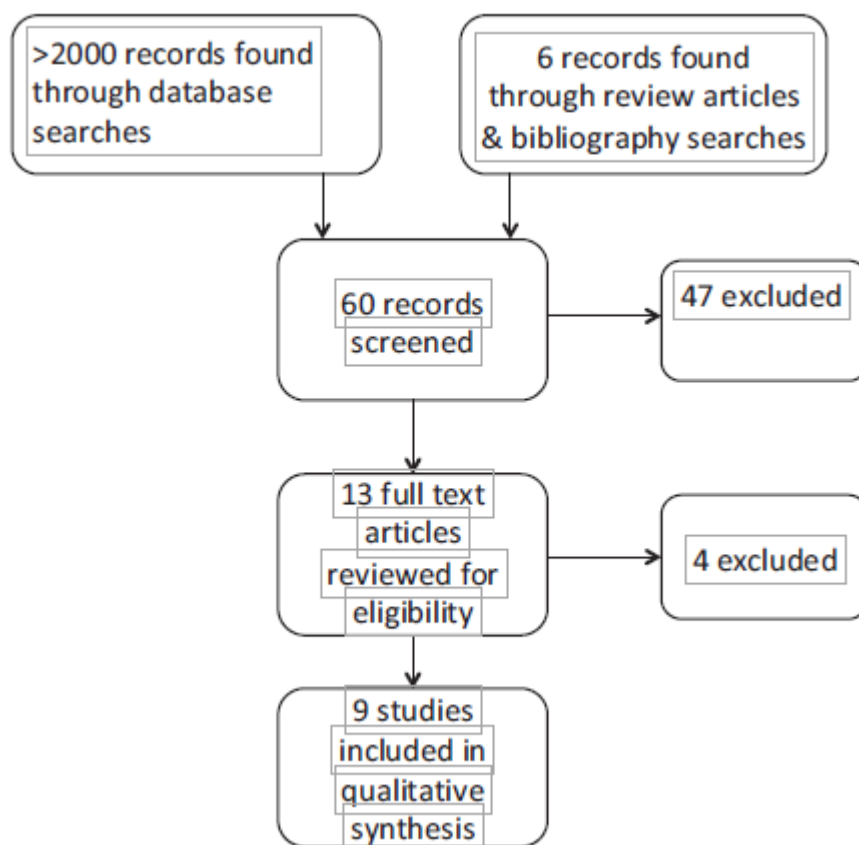 >2000 records found
through database
searches
6 records found
through review articles
& bibliography searches
60 records
screened
47 excluded
13 full text
articles
reviewed for
eligibility
4 excluded
9 studies
included in
qualitative
synthesis